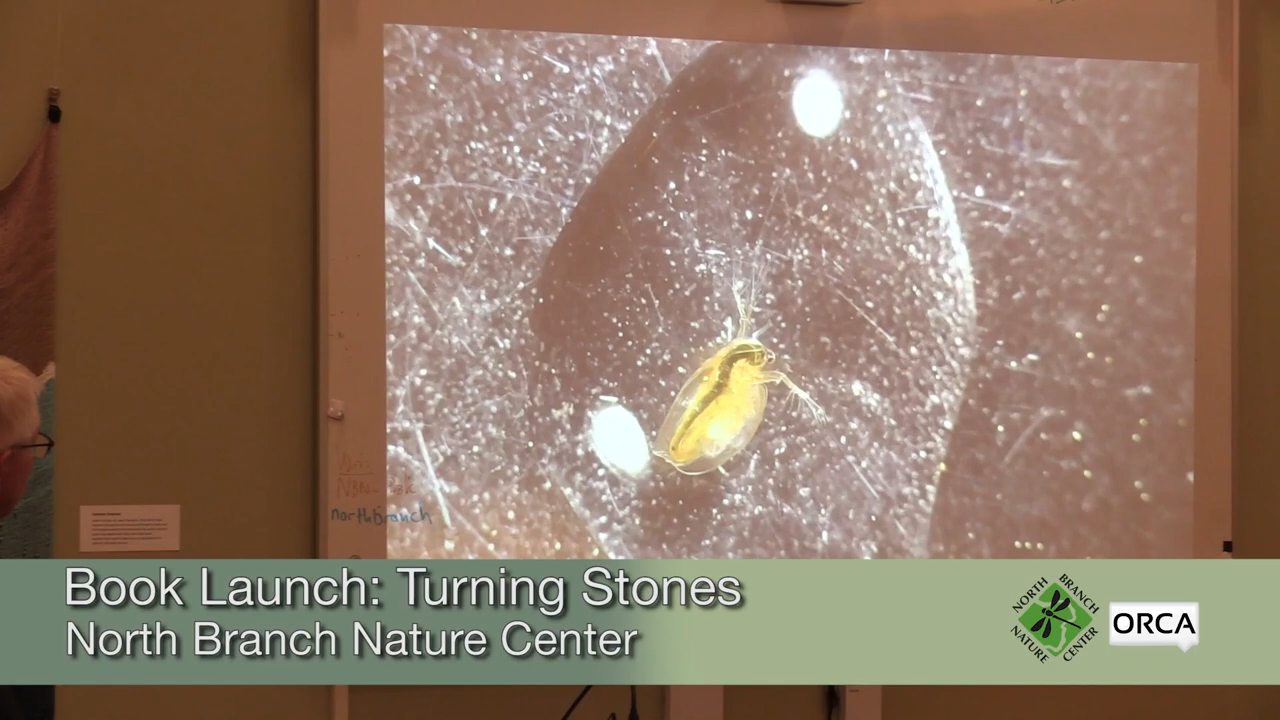 northbranch
Book Launch: Turning Stones
North Branch Nature Center
NORTH BRANCH
NATURE CENTER
ORCA